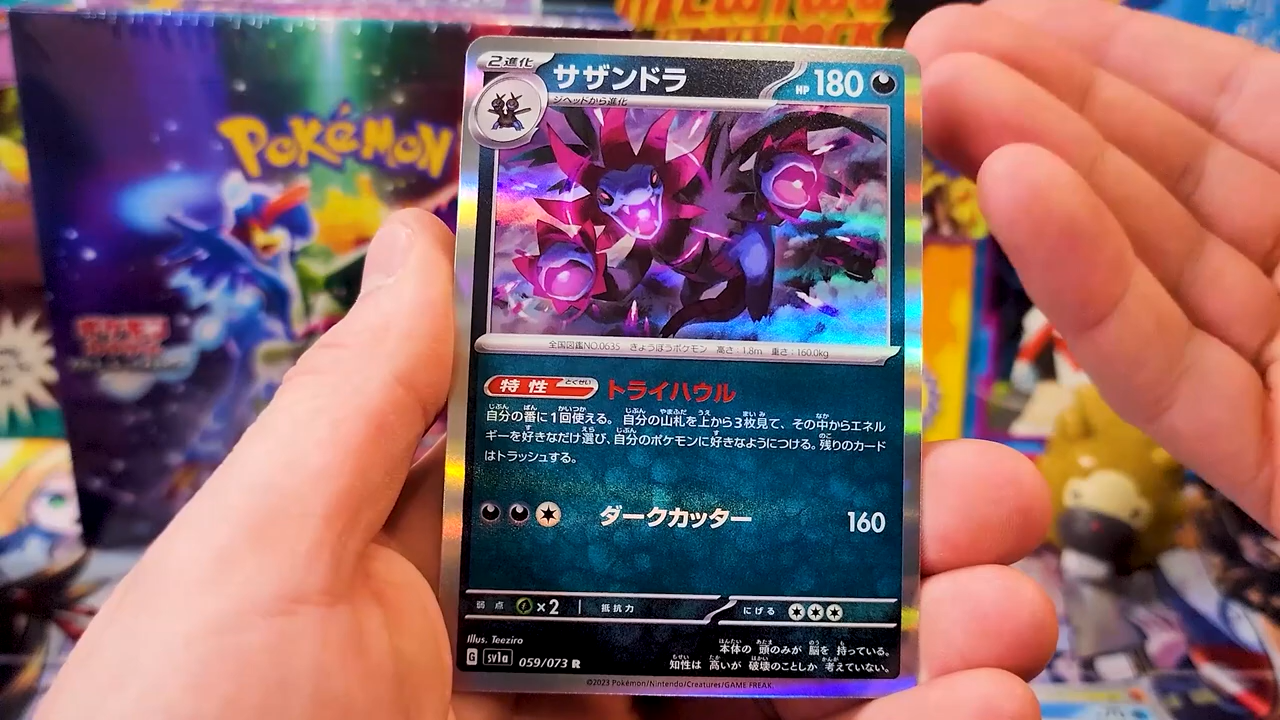 Pokémon
2進化
サザンドラ
HP 180
ジヘッドから進化
全国図鑑NO.0635 きょうぼうポケモン 高さ:1.8m 重さ:160.0kg
特性 とくせい トライハウル
自分の番に1回使える。自分の山札を上から3枚見て、その中からエネル
ギーを好きなだけ選び、自分のポケモンに好きなようにつける。残りのカード
はトラッシュする。
ダークカッター 160
弱点 ×2 抵抗力 にげる
Illus. Teeziro
G sv1a 059/073 R
本体の 頭のみが 脳を 持っている。
知性は 高いが 破壊のことしか 考えていない。
©2023 Pokémon/Nintendo/Creatures/GAME FREAK.